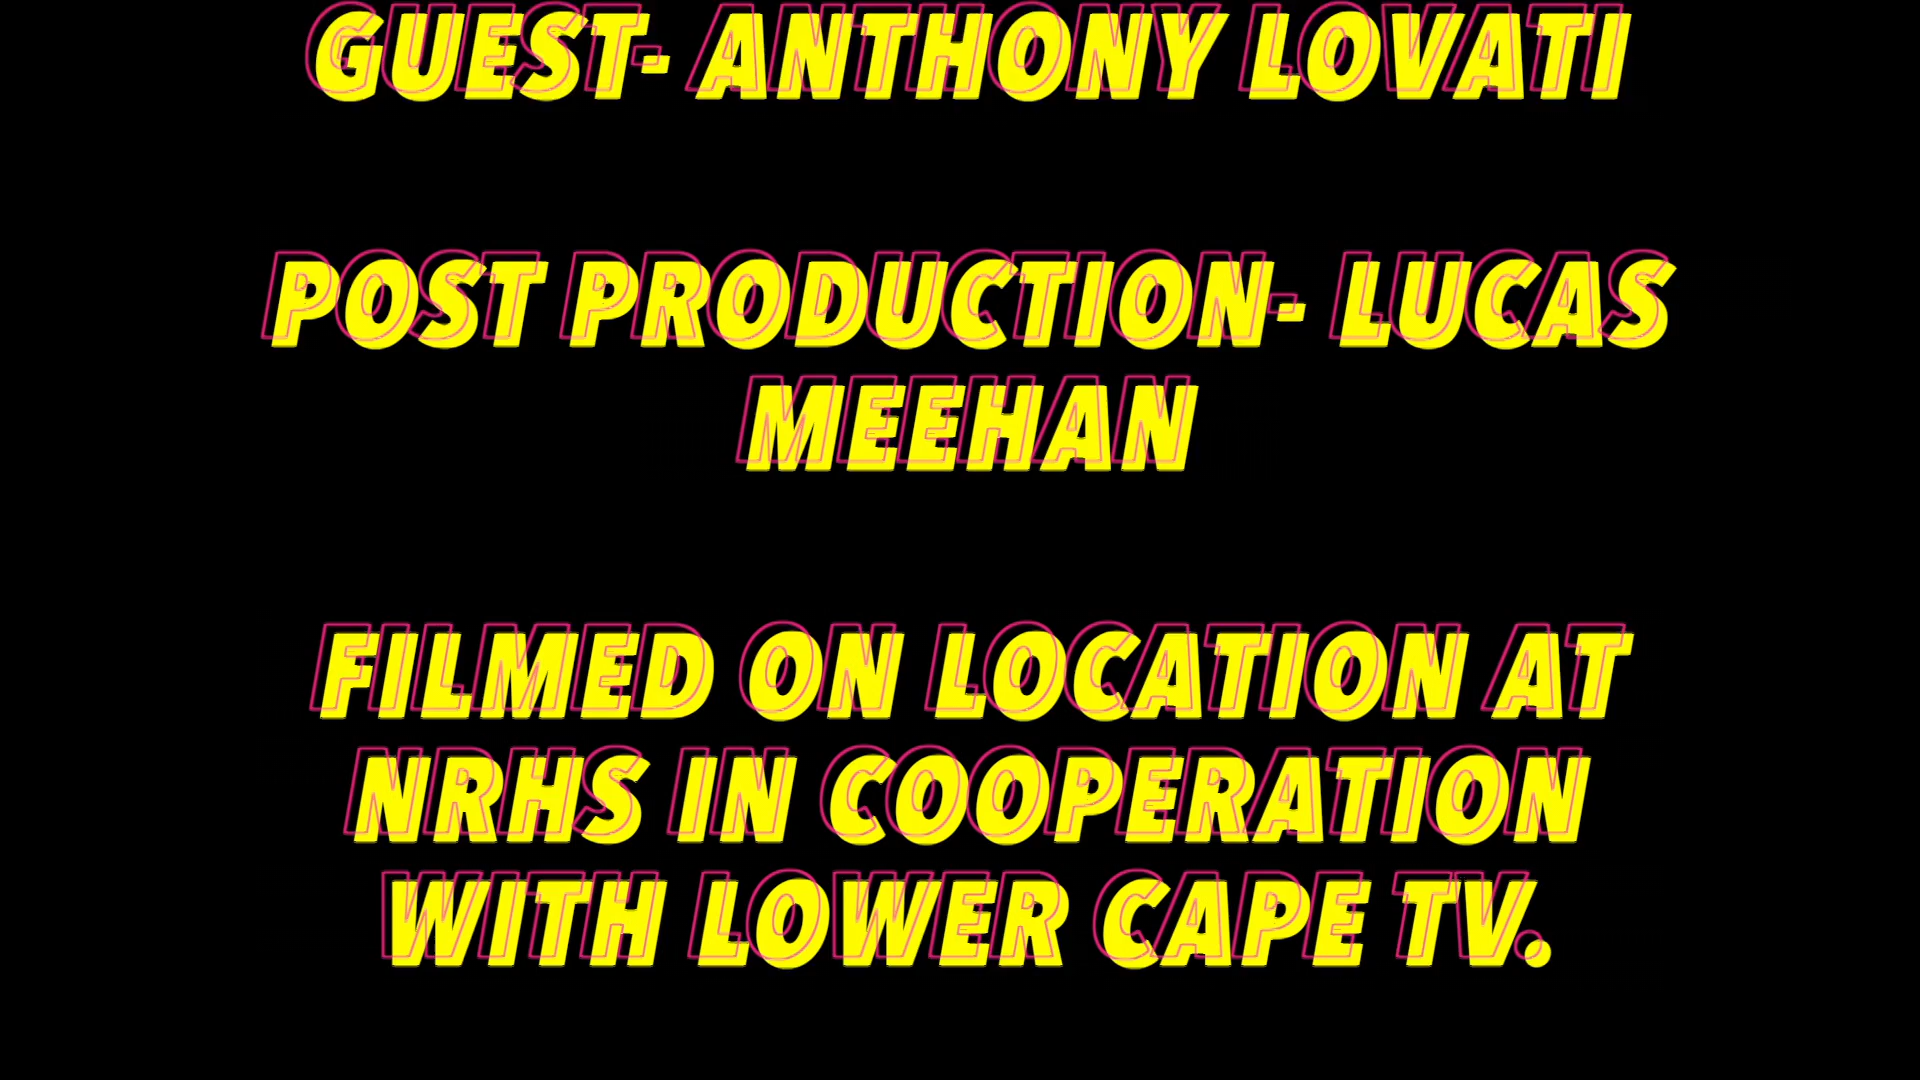 GUEST- ANTHONY LOVATI
POST PRODUCTION- LUCAS
MEEHAN
FILMED ON LOCATION AT
NRHS IN COOPERATION
WITH LOWER CAPE TV.